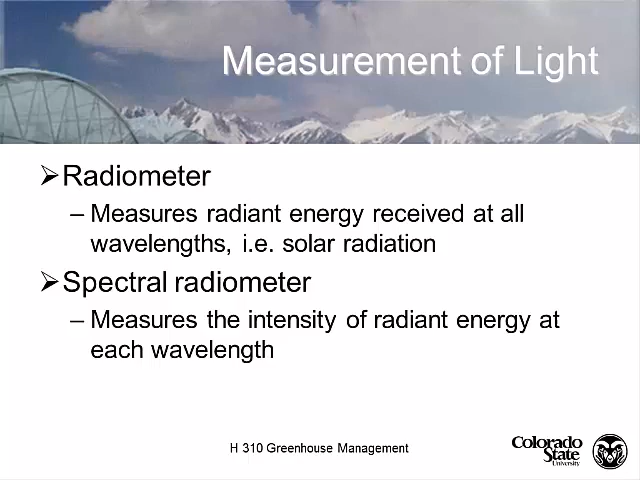 Measurement of Light
➢Radiometer
– Measures radiant energy received at all
wavelengths, i.e. solar radiation
➢Spectral radiometer
– Measures the intensity of radiant energy at
each wavelength
H 310 Greenhouse Management
Colorado
State
University